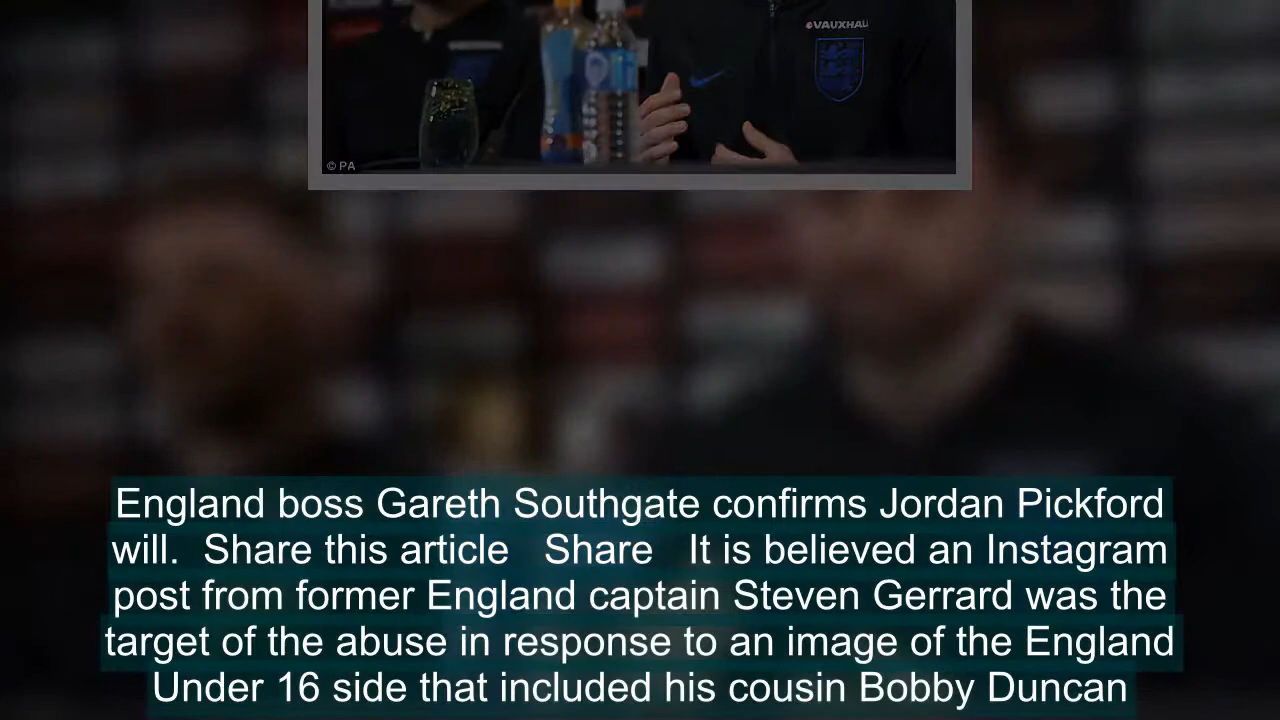 VAUXHALL
© PA
England boss Gareth Southgate confirms Jordan Pickford
will. Share this article Share It is believed an Instagram
post from former England captain Steven Gerrard was the
target of the abuse in response to an image of the England
Under 16 side that included his cousin Bobby Duncan